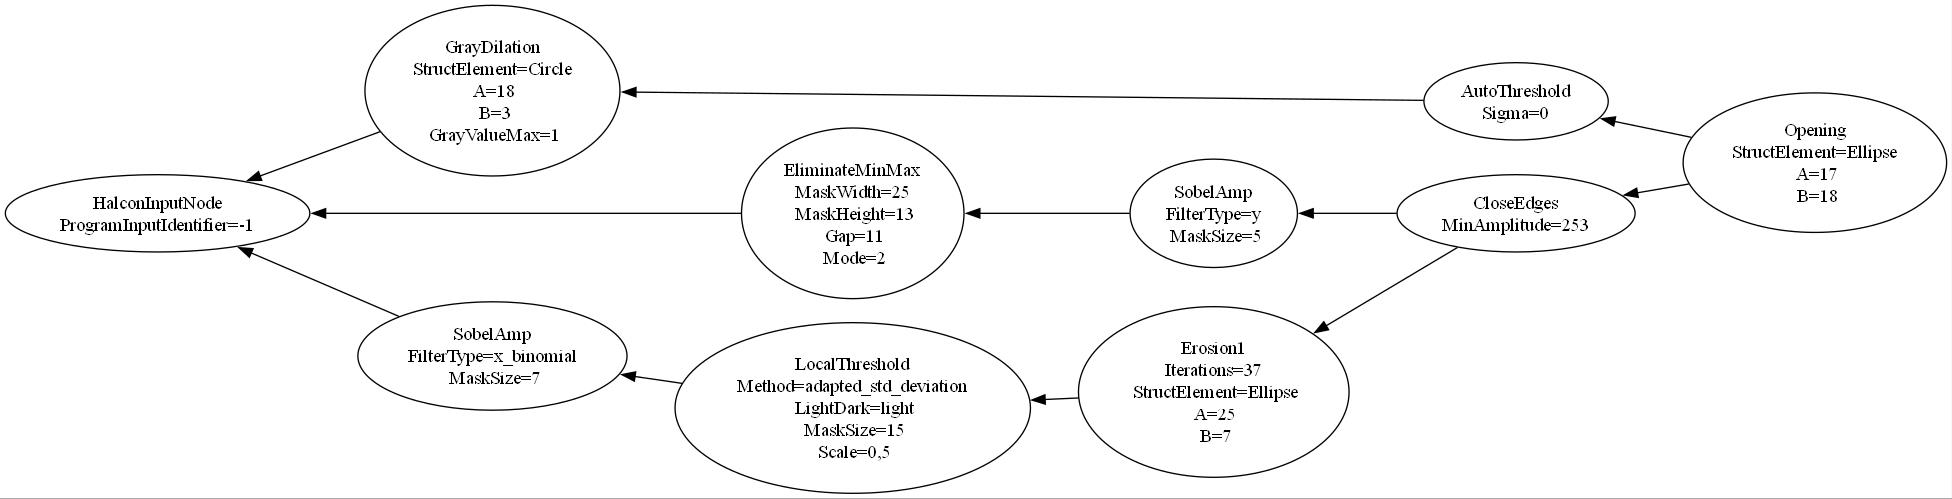 GrayDilation
StructElement=Circle
A=18
B=3
GrayValueMax=1
AutoThreshold
Sigma=0
Opening
StructElement=Ellipse
A=17
B=18
HalconInputNode
ProgramInputIdentifier=-1
EliminateMinMax
MaskWidth=25
MaskHeight=13
Gap=11
Mode=2
SobelAmp
FilterType=y
MaskSize=5
CloseEdges
MinAmplitude=253
SobelAmp
FilterType=x_binomial
MaskSize=7
LocalThreshold
Method=adapted_std_deviation
LightDark=light
MaskSize=15
Scale=0,5
Erosion1
Iterations=37
StructElement=Ellipse
A=25
B=7